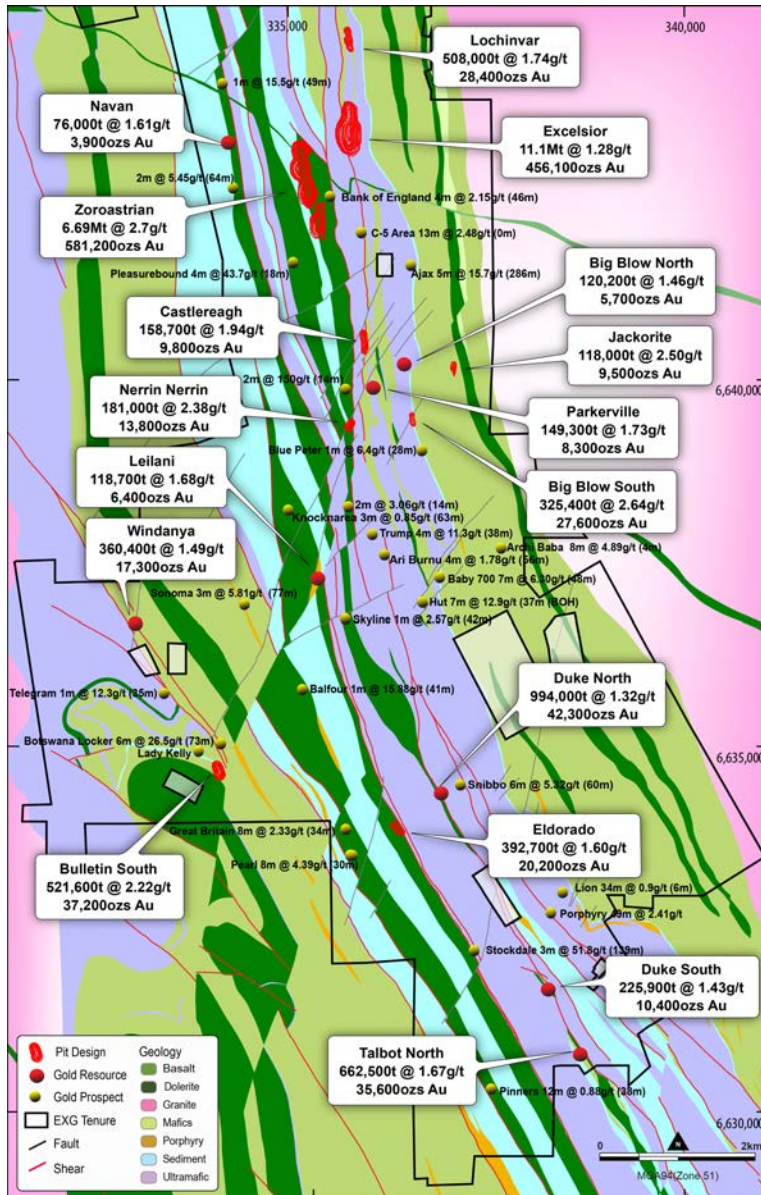 335,000
340,000
Lochinvar
508,000t @ 1.74g/t
28,400ozs Au
1m @ 15.5g/t (49m)
Navan
76,000t @ 1.61g/t
3,900ozs Au
Excelsior
11.1Mt @ 1.28g/t
456,100ozs Au
2m @ 5.45g/t (64m)
Bank of England 4m @ 2.15g/t (46m)
Zoroastrian
6.69Mt @ 2.7g/t
581,200ozs Au
C-5 Area 13m @ 2.48g/t (0m)
Pleasurebound 4m @ 43.7g/t (18m)
Ajax 5m @ 15.7g/t (286m)
Big Blow North
120,200t @ 1.46g/t
5,700ozs Au
Castlereagh
158,700t @ 1.94g/t
9,800ozs Au
Jackorite
118,000t @ 2.50g/t
9,500ozs Au
2m @ 150g/t (14m)
6,640,000
Nerrin Nerrin
181,000t @ 2.38g/t
13,800ozs Au
Parkerville
149,300t @ 1.73g/t
8,300ozs Au
Blue Peter 1m @ 6.4g/t (28m)
Leilani
118,700t @ 1.68g/t
6,400ozs Au
Big Blow South
325,400t @ 2.64g/t
27,600ozs Au
2m @ 3.06g/t (14m)
Knocknarea 3m @ 0.85g/t (63m)
Windanya
360,400t @ 1.49g/t
17,300ozs Au
Trump 4m @ 11.3g/t (38m)
Archi Baba 8m @ 4.89g/t (4m)
Ari Burnu 4m @ 1.78g/t (56m)
Baby 700 7m @ 6.30g/t (48m)
Sonoma 3m @ 5.81g/t (77m)
Hut 7m @ 12.9g/t (37m (BOH)
Skyline 1m @ 2.57g/t (42m)
Duke North
994,000t @ 1.32g/t
42,300ozs Au
Telegram 1m @ 12.3g/t (35m)
Balfour 1m @ 15.88g/t (41m)
Botswana Locker 6m @ 26.5g/t (73m)
Lady Kelly
6,635,000
Snibbo 6m @ 5.32g/t (60m)
Great Britain 8m @ 2.33g/t (34m)
Eldorado
392,700t @ 1.60g/t
20,200ozs Au
Bulletin South
521,600t @ 2.22g/t
37,200ozs Au
Pearl 8m @ 4.39g/t (30m)
Lion 34m @ 0.9g/t (6m)
Porphyry 49m @ 2.41g/t
Stockdale 3m @ 51.8g/t (139m)
Duke South
225,900t @ 1.43g/t
10,400ozs Au
Talbot North
662,500t @ 1.67g/t
35,600ozs Au
Pinners 12m @ 0.88g/t (38m)
6,630,000
Pit Design
Gold Resource
Gold Prospect
EXG Tenure
Fault
Shear
Geology
Basalt
Dolerite
Granite
Mafics
Porphyry
Sediment
Ultramafic
N
0
2km
MGA94(Zone 51)